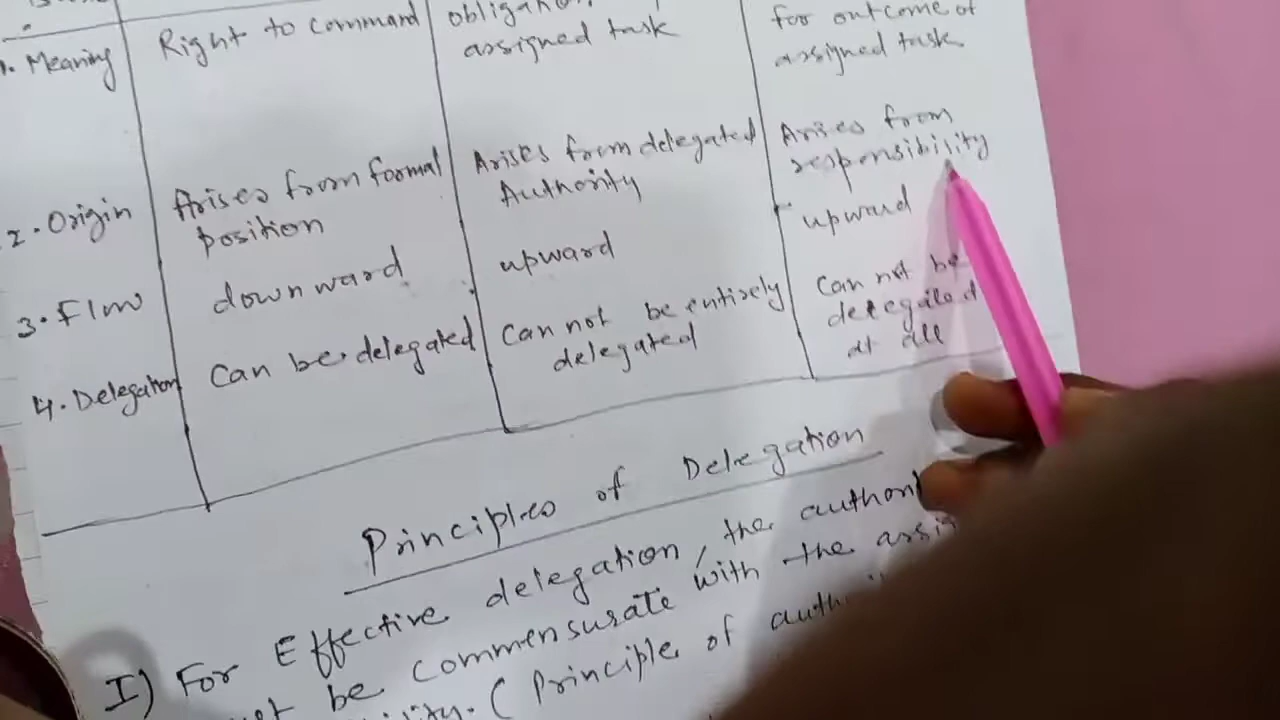 1. Meaning
Right to command
assigned task
for outcome of
assigned task
2. Origin
Arises from formal
position
Arises from delegated
Authority
Arises from
responsibility
3. Flow
downward
upward
upward
4. Delegation
Can be delegated
Can not be entirely
delegated
Can not be
delegated
at all
Principles of Delegation
I) For Effective delegation, the
be commensurate with the
(Principle of